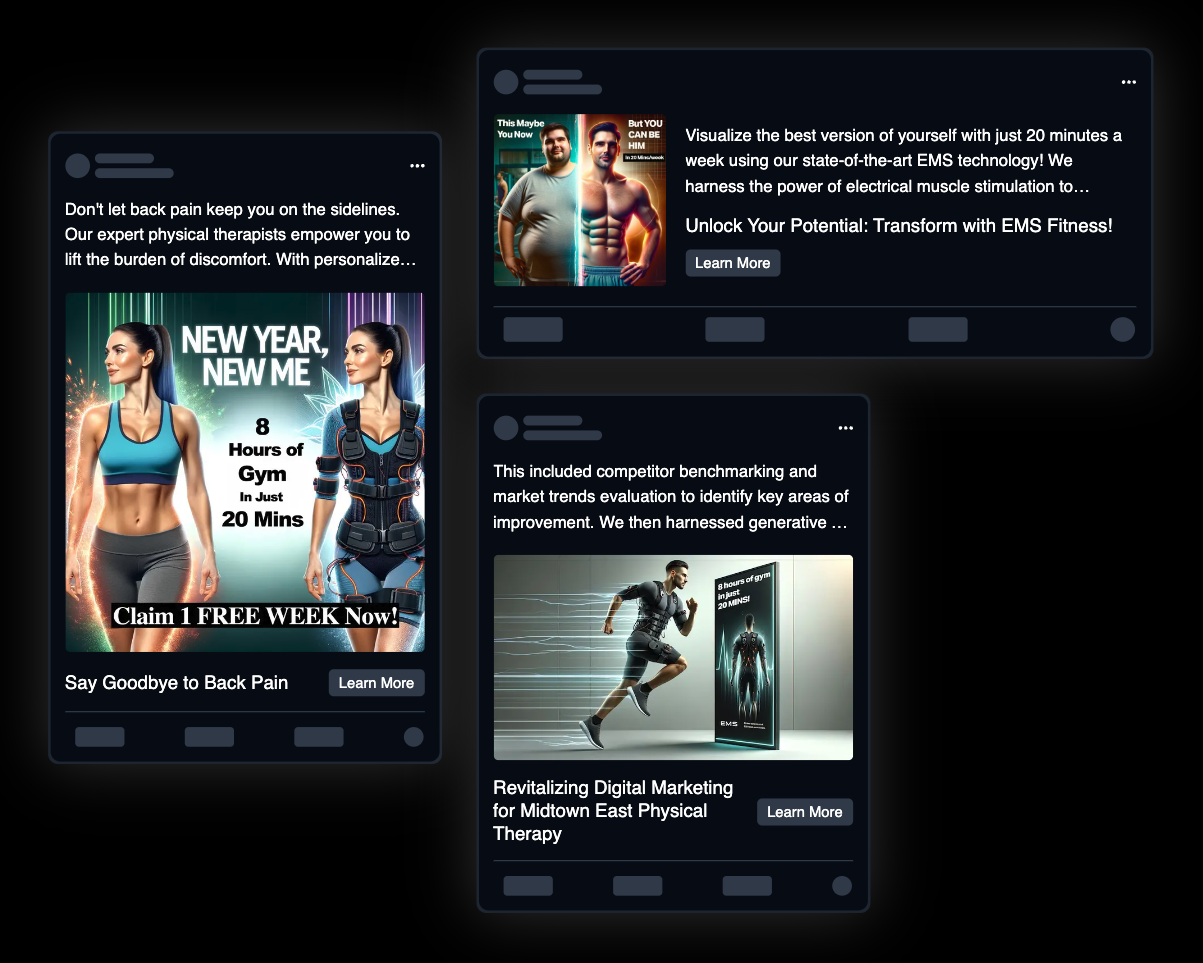 Don't let back pain keep you on the sidelines.
Our expert physical therapists empower you to
lift the burden of discomfort. With personalize…
NEW YEAR,
NEW ME
8
Hours of
Gym
In Just
20 Mins
Claim 1 FREE WEEK Now!
Say Goodbye to Back Pain
Learn More
This Maybe
You Now
But YOU
CAN BE
HIM
In 20 Mins/week
Visualize the best version of yourself with just 20 minutes a
week using our state-of-the-art EMS technology! We
harness the power of electrical muscle stimulation to…
Unlock Your Potential: Transform with EMS Fitness!
Learn More
This included competitor benchmarking and
market trends evaluation to identify key areas of
improvement. We then harnessed generative …
8 hours of gym
in just
20 MINS!
EMS
Revitalizing Digital Marketing
for Midtown East Physical
Therapy
Learn More